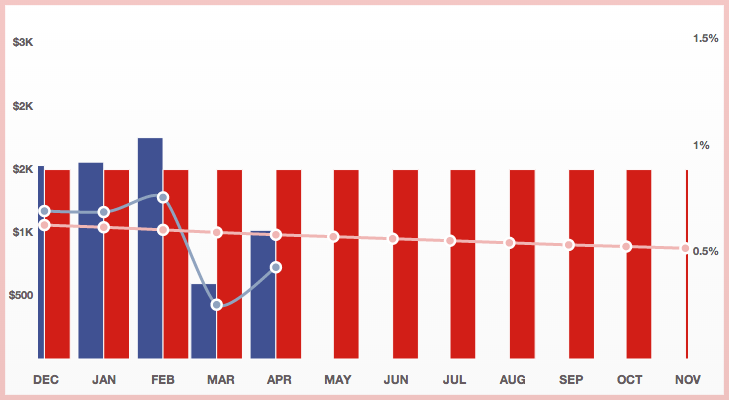 $3K
1.5%
$2K
1%
$2K
$1K
0.5%
$500
DEC JAN FEB MAR APR MAY JUN JUL AUG SEP OCT NOV